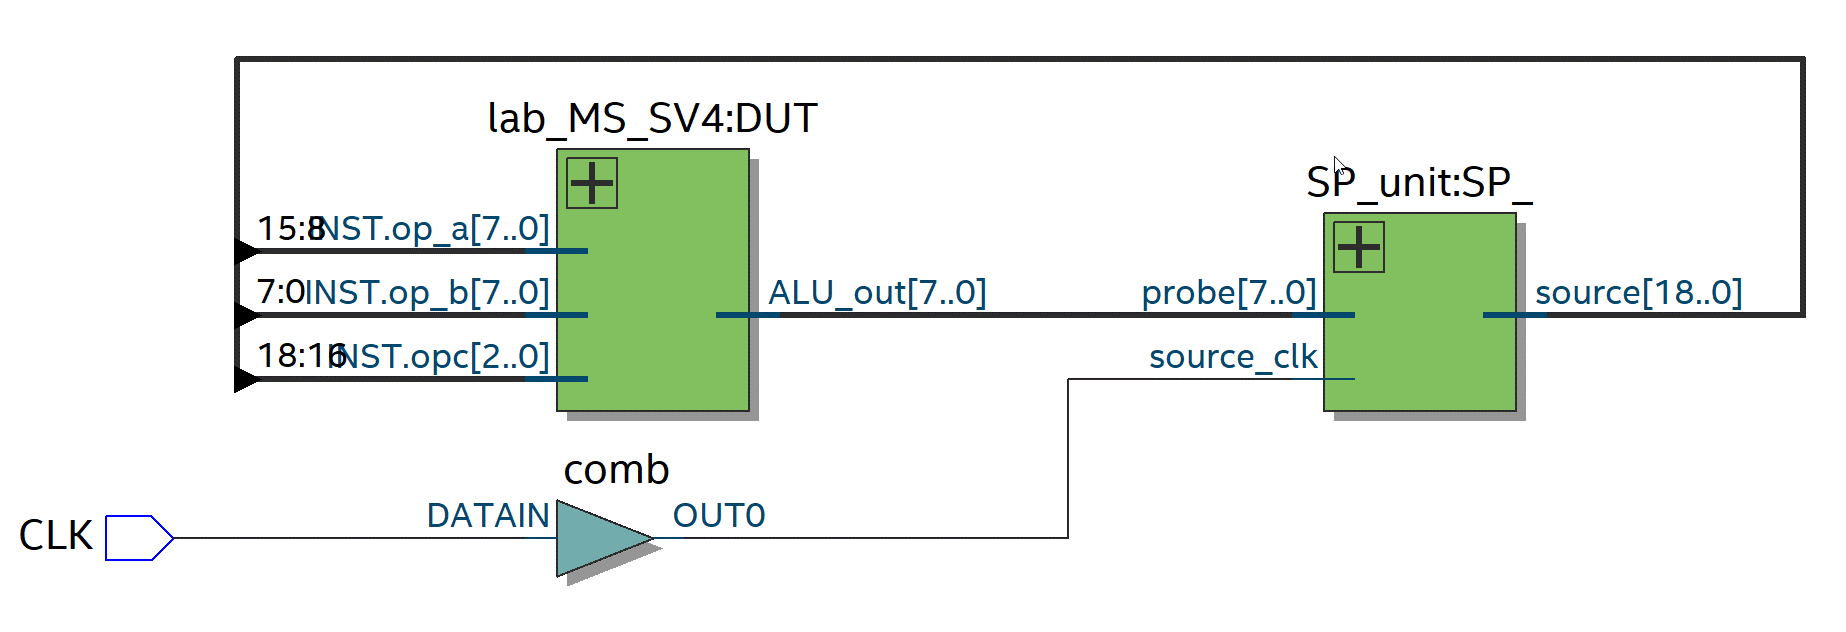 lab_MS_SV4:DUT
SP_unit:SP_
15:8 INST.op_a[7..0]
7:0 INST.op_b[7..0]
ALU_out[7..0]
probe[7..0]
source[18..0]
18:16 INST.opc[2..0]
source_clk
comb
CLK
DATAIN
OUT0